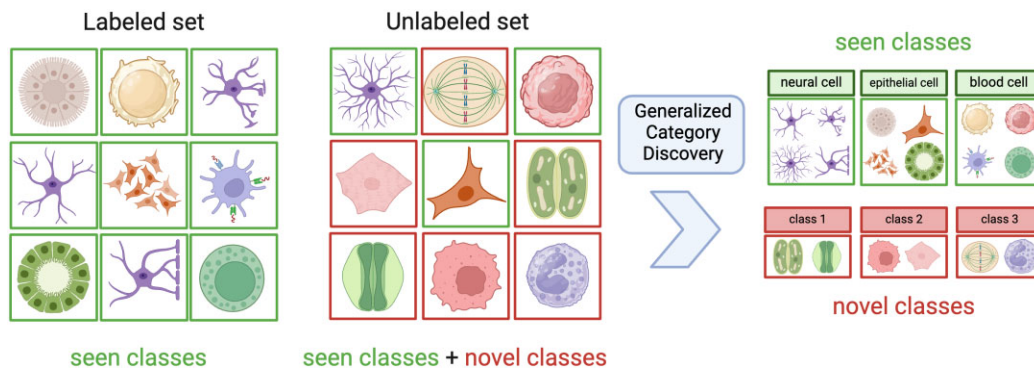 Labeled set
seen classes
Unlabeled set
seen classes + novel classes
Generalized
Category
Discovery
seen classes
neural cell
epithelial cell
blood cell
class 1
class 2
class 3
novel classes